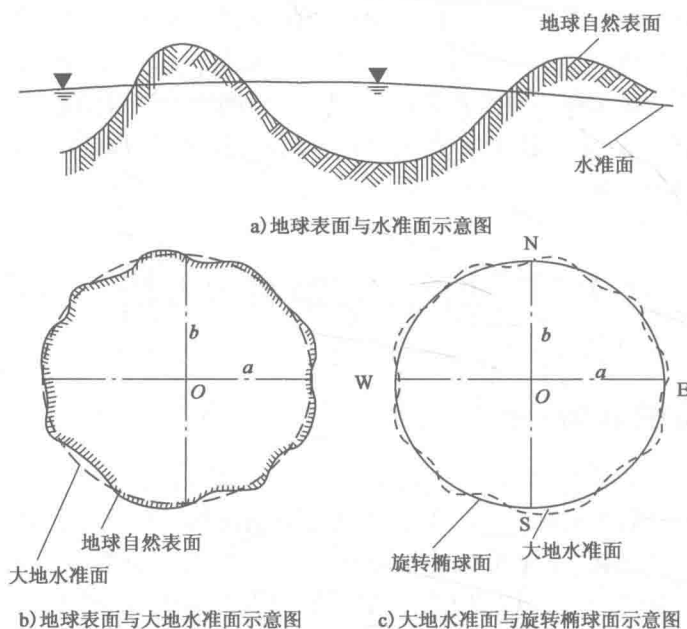 地球自然表面
水准面
a)地球表面与水准面示意图
N
b
a
O
W
b
a
O
E
S
地球自然表面
大地水准面
旋转椭球面
大地水准面
b)地球表面与大地水准面示意图
c)大地水准面与旋转椭球面示意图